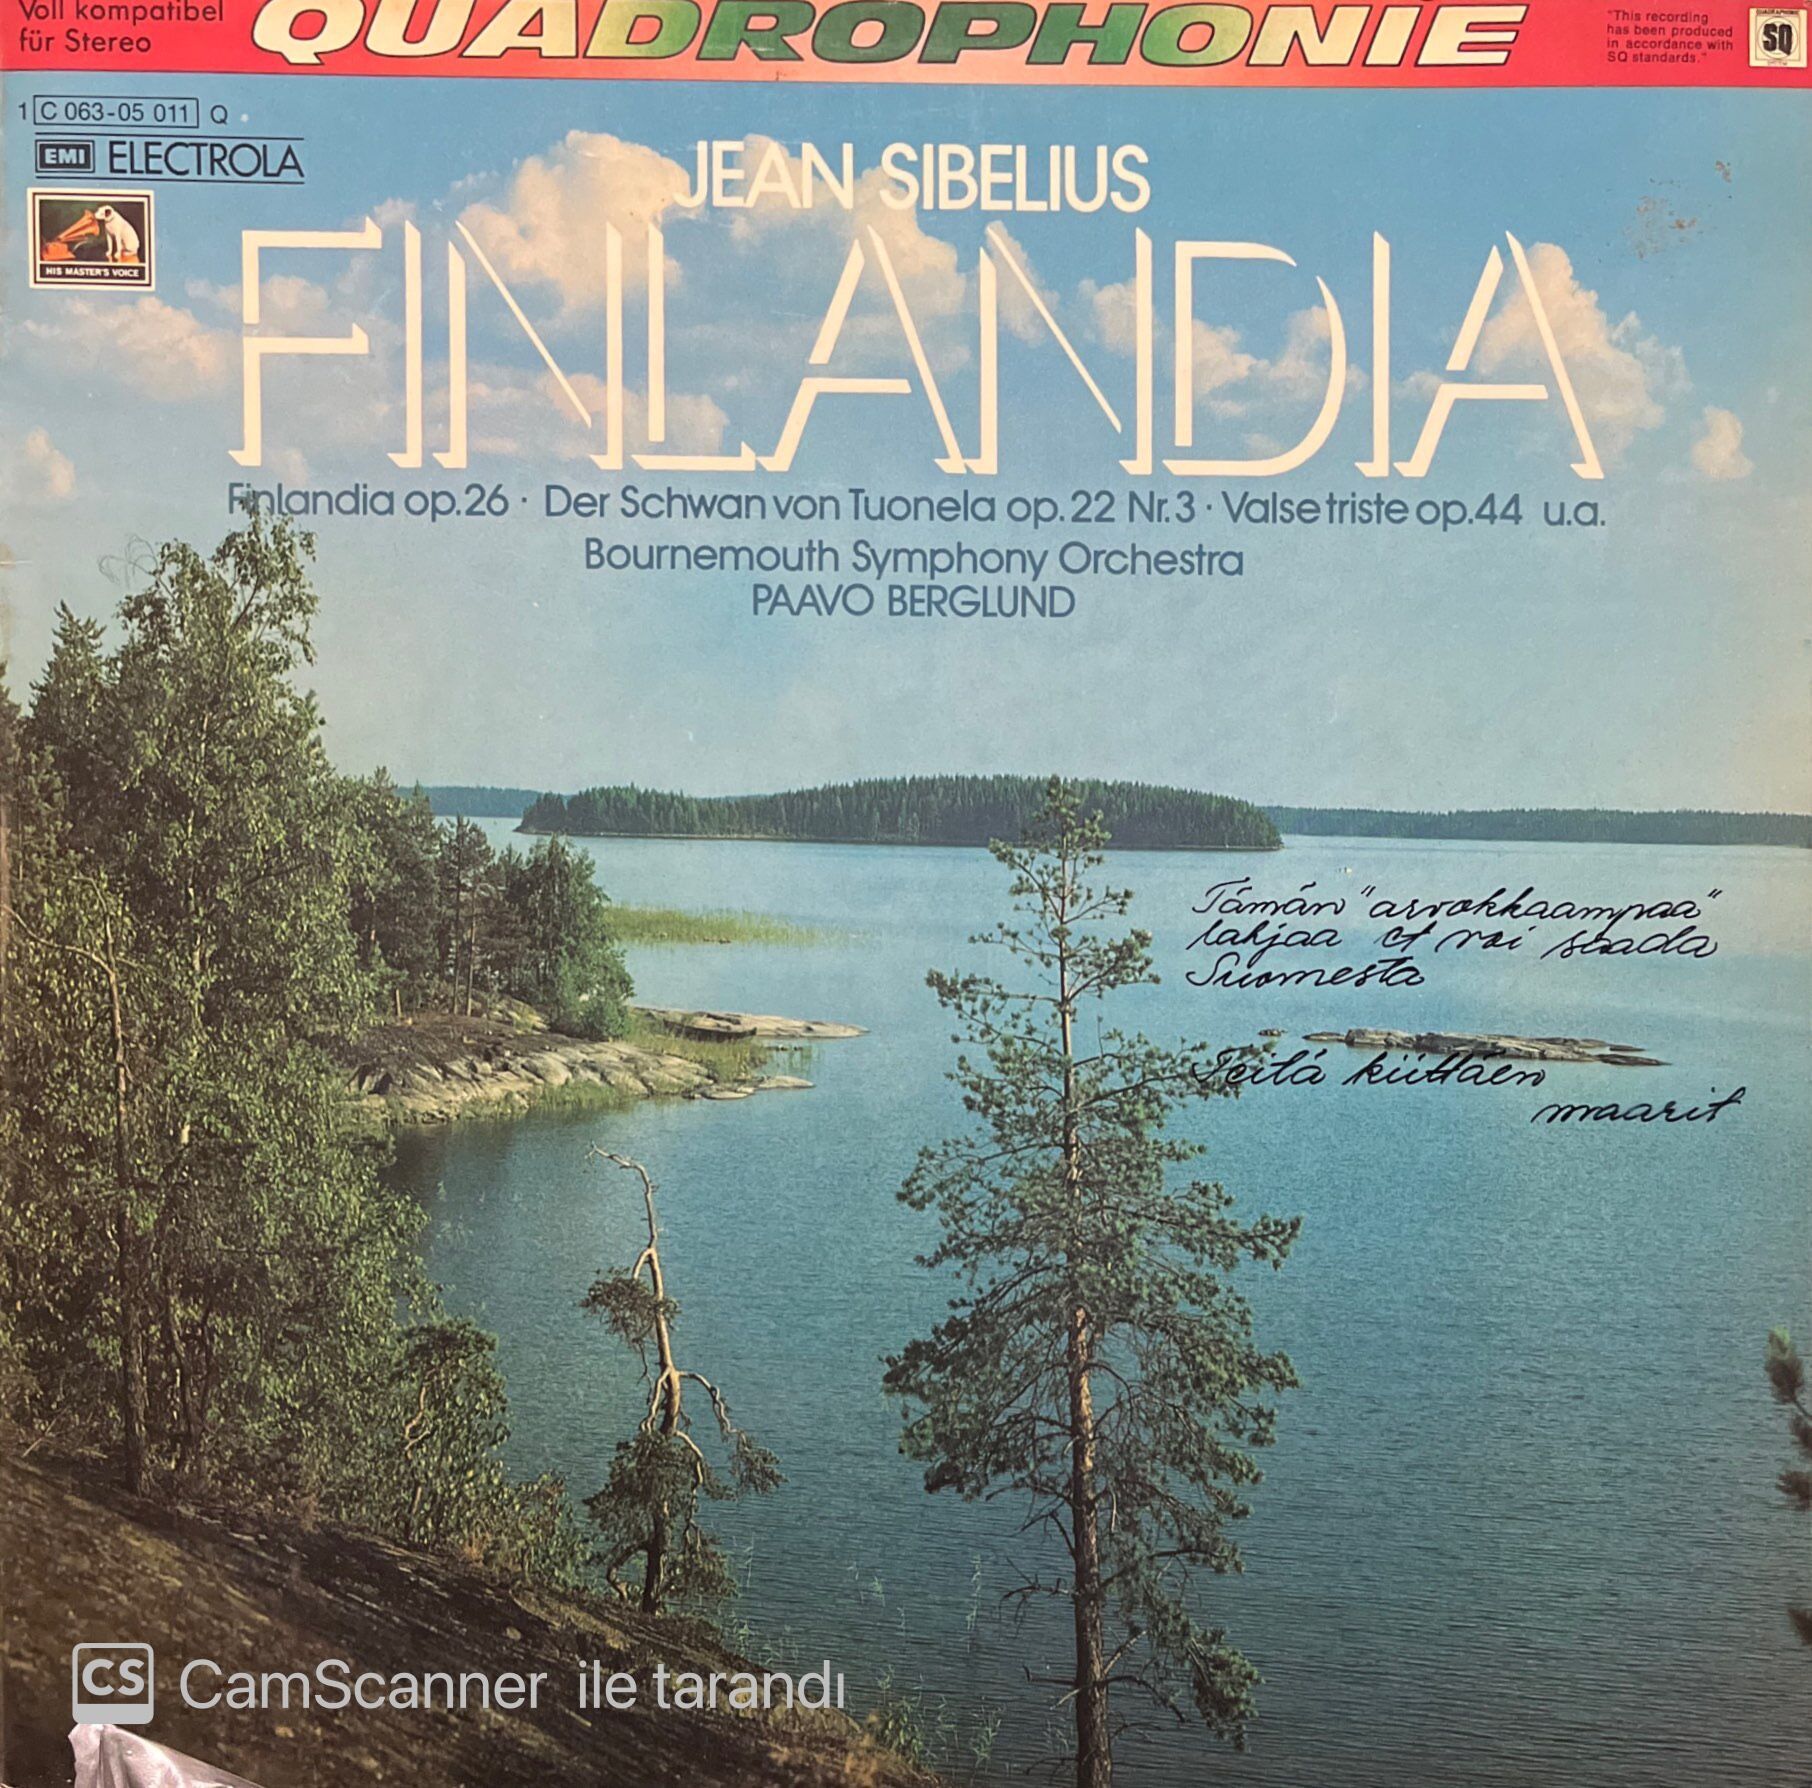 Voll kompatibel
für Stereo
QUADROPHONIE
"This recording
has been produced
in accordance with
SQ standards."
QUADRAPHONIC
SQ
1 C 063-05 011 Q
EMI ELECTROLA
HIS MASTER'S VOICE
JEAN SIBELIUS
FINLANDIA
Finlandia op.26 · Der Schwan von Tuonela op.22 Nr.3 · Valse triste op.44 u.a.
Bournemouth Symphony Orchestra
PAAVO BERGLUND
Tämän "arvokkaampaa"
lahjaa ei voi saada
Suomesta
Teitä kiittäen
maarit
CS CamScanner ile tarandı